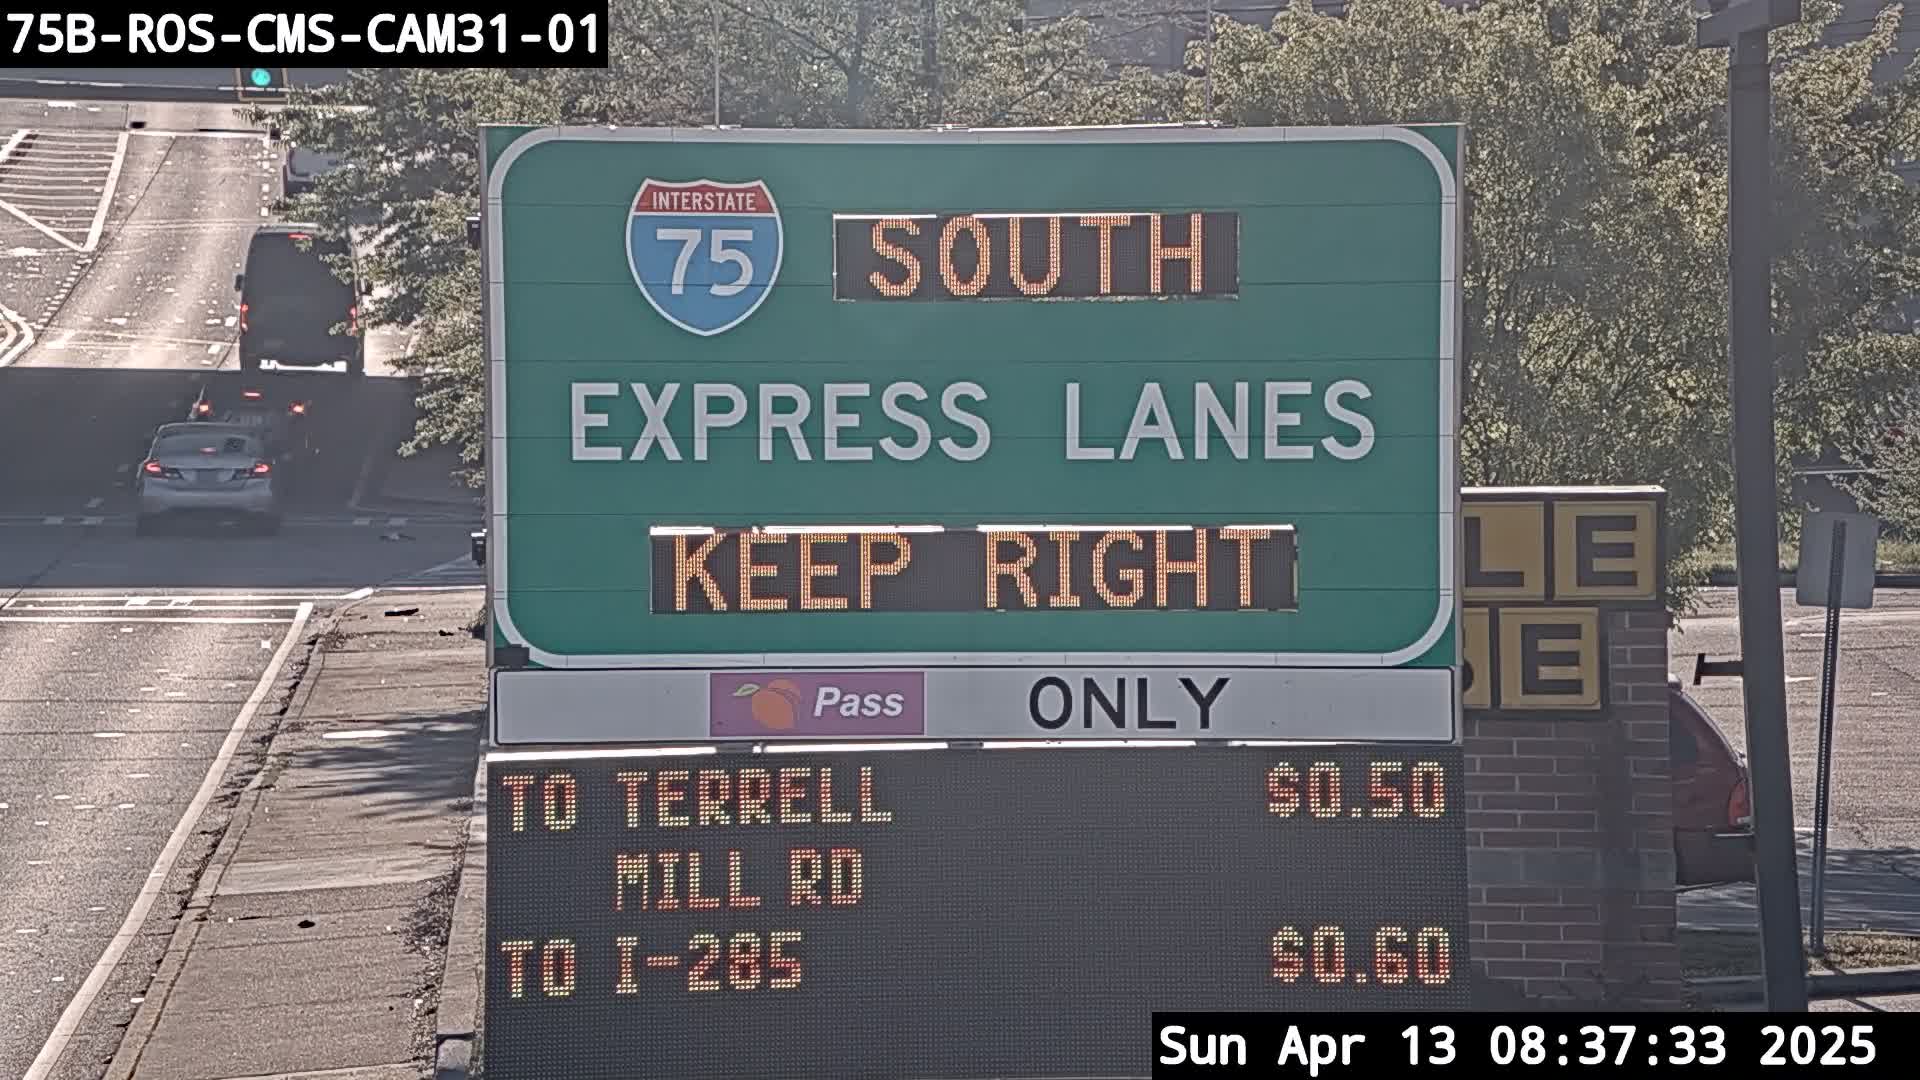 75B-ROS-CMS-CAM31-01
INTERSTATE
75
SOUTH
EXPRESS LANES
KEEP RIGHT
LE
E
Pass ONLY
TO TERRELL $0.50
MILL RD
TO I-285 $0.60
Sun Apr 13 08:37:33 2025